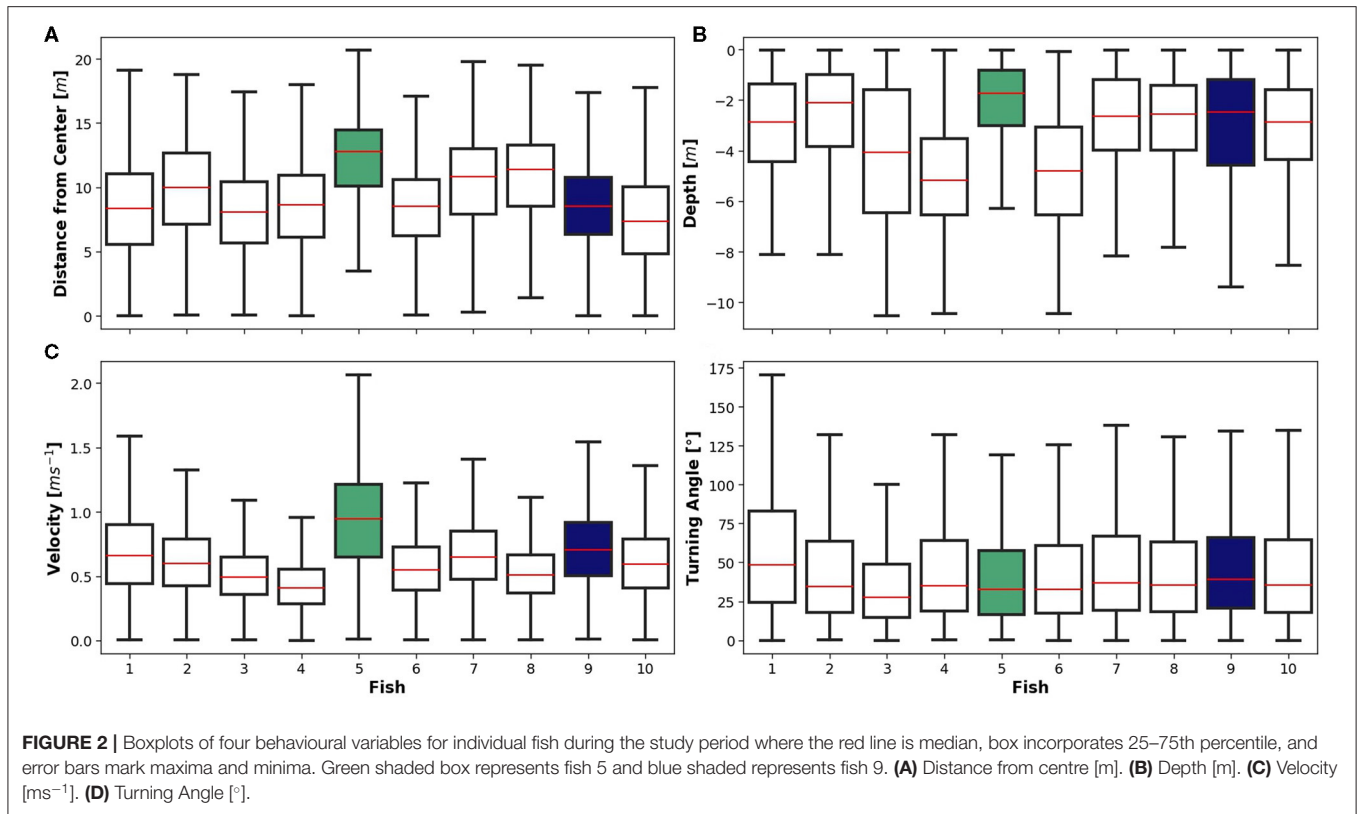 A
B
20
15
10
5
0
Distance from Center [m]
0
−2
−4
−6
−8
−10
Depth [m]
C
2.0
1.5
1.0
0.5
0.0
Velocity [ms⁻¹]
1 2 3 4 5 6 7 8 9 10
Fish
175
150
125
100
75
50
25
0
Turning Angle [°]
1 2 3 4 5 6 7 8 9 10
Fish
FIGURE 2 | Boxplots of four behavioural variables for individual fish during the study period where the red line is median, box incorporates 25–75th percentile, and
error bars mark maxima and minima. Green shaded box represents fish 5 and blue shaded represents fish 9. (A) Distance from centre [m]. (B) Depth [m]. (C) Velocity
[ms−1]. (D) Turning Angle [°].